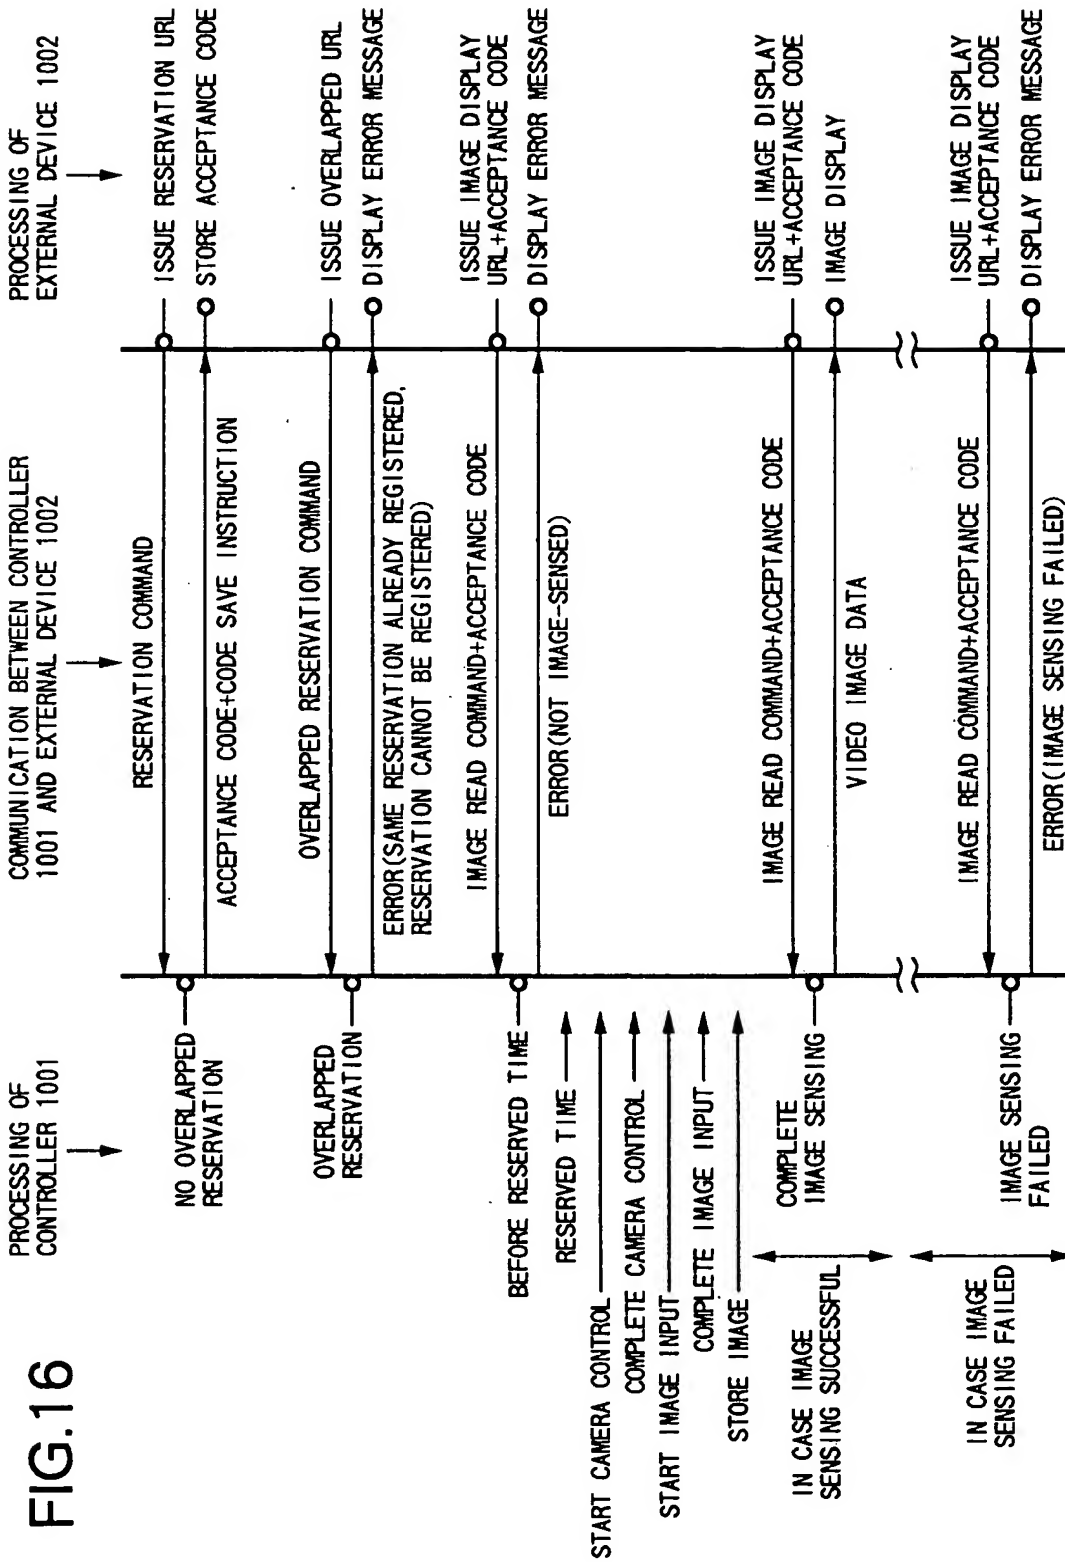 FIG.16
PROCESSING OF
CONTROLLER 1001
COMMUNICATION BETWEEN CONTROLLER
1001 AND EXTERNAL DEVICE 1002
PROCESSING OF
EXTERNAL DEVICE 1002
NO OVERLAPPED
RESERVATION
RESERVATION COMMAND
ISSUE RESERVATION URL
ACCEPTANCE CODE+CODE SAVE INSTRUCTION
STORE ACCEPTANCE CODE
OVERLAPPED
RESERVATION
OVERLAPPED RESERVATION COMMAND
ISSUE OVERLAPPED URL
ERROR(SAME RESERVATION ALREADY REGISTERED,
RESERVATION CANNOT BE REGISTERED)
DISPLAY ERROR MESSAGE
BEFORE RESERVED TIME
IMAGE READ COMMAND+ACCEPTANCE CODE
ISSUE IMAGE DISPLAY
URL+ACCEPTANCE CODE
ERROR(NOT IMAGE-SENSED)
DISPLAY ERROR MESSAGE
RESERVED TIME
START CAMERA CONTROL
COMPLETE CAMERA CONTROL
START IMAGE INPUT
COMPLETE IMAGE INPUT
STORE IMAGE
IN CASE IMAGE
SENSING SUCCESSFUL
COMPLETE
IMAGE SENSING
IMAGE READ COMMAND+ACCEPTANCE CODE
ISSUE IMAGE DISPLAY
URL+ACCEPTANCE CODE
VIDEO IMAGE DATA
IMAGE DISPLAY
IN CASE IMAGE
SENSING FAILED
IMAGE SENSING
FAILED
IMAGE READ COMMAND+ACCEPTANCE CODE
ISSUE IMAGE DISPLAY
URL+ACCEPTANCE CODE
ERROR(IMAGE SENSING FAILED)
DISPLAY ERROR MESSAGE